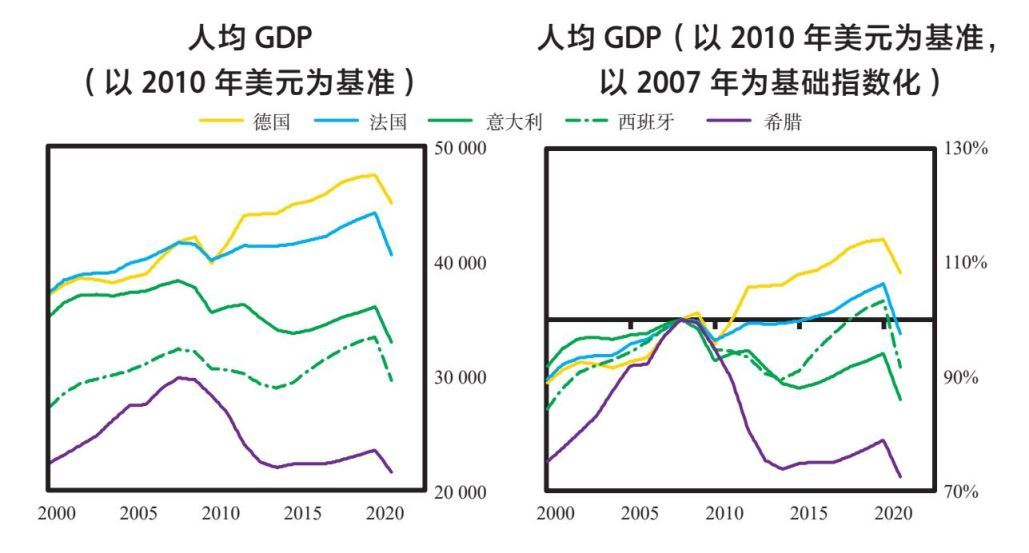 人均 GDP
（以 2010 年美元为基准）
人均 GDP（以 2010 年美元为基准，
以 2007 年为基础指数化）
德国 法国 意大利 西班牙 希腊
50 000
40 000
30 000
20 000
2000 2005 2010 2015 2020
130%
110%
90%
70%
2000 2005 2010 2015 2020